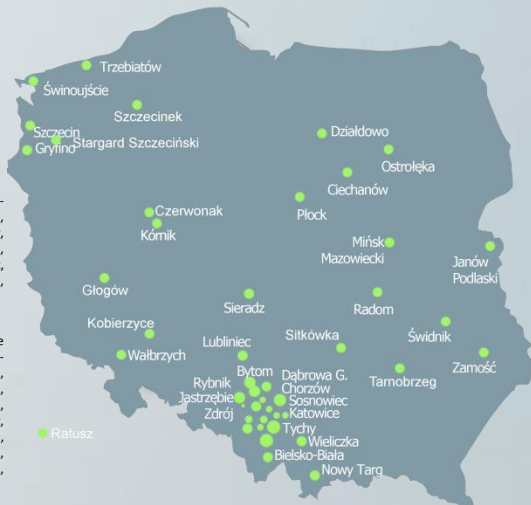 Trzebiatów
Świnoujście
Szczecinek
Szczecin
Stargard Szczeciński
Gryfino
Działdowo
Ostrołęka
Ciechanów
Płock
Czerwonak
Kórnik
Mińsk
Mazowiecki
Janów
Podlaski
Głogów
Sieradz
Radom
Kobierzyce
Świdnik
Lubliniec
Sitkówka
Wałbrzych
Zamość
Bytom
Dąbrowa G.
Tarnobrzeg
Rybnik
Chorzów
Jastrzębie
Zdrój
Sosnowiec
Katowice
Tychy
Ratusz
Wieliczka
Bielsko-Biała
Nowy Targ